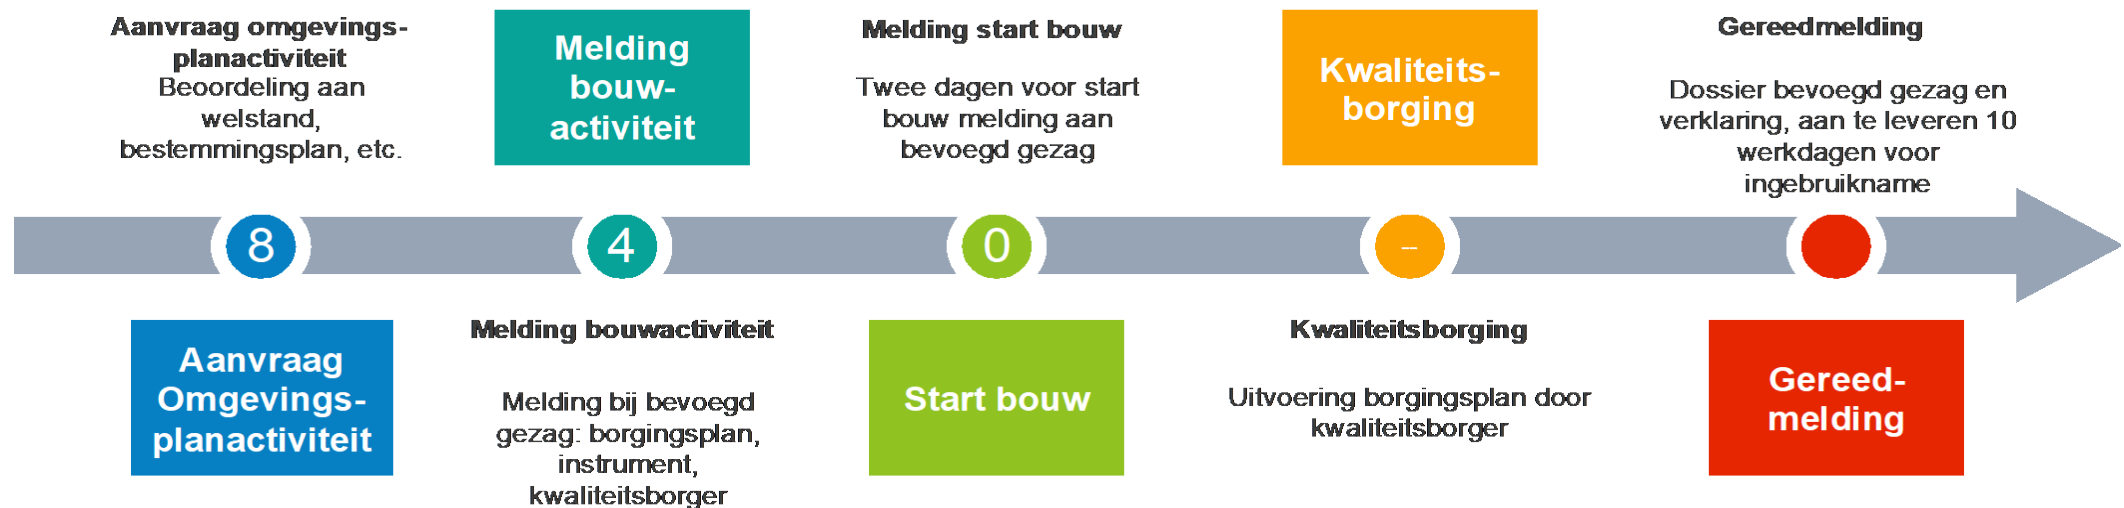 Aanvraag omgevings-
planactiviteit
Beoordeling aan
welstand,
bestemmingsplan, etc.
Melding
bouw-
activiteit
Melding start bouw
Twee dagen voor start
bouw melding aan
bevoegd gezag
Kwaliteits-
borging
Gereedmelding
Dossier bevoegd gezag en
verklaring, aan te leveren 10
werkdagen voor
ingebruikname
8
4
0
–
Aanvraag
Omgevings-
planactiviteit
Melding bouwactiviteit
Melding bij bevoegd
gezag: borgingsplan,
instrument,
kwaliteitsborger
Start bouw
Kwaliteitsborging
Uitvoering borgingsplan door
kwaliteitsborger
Gereed-
melding